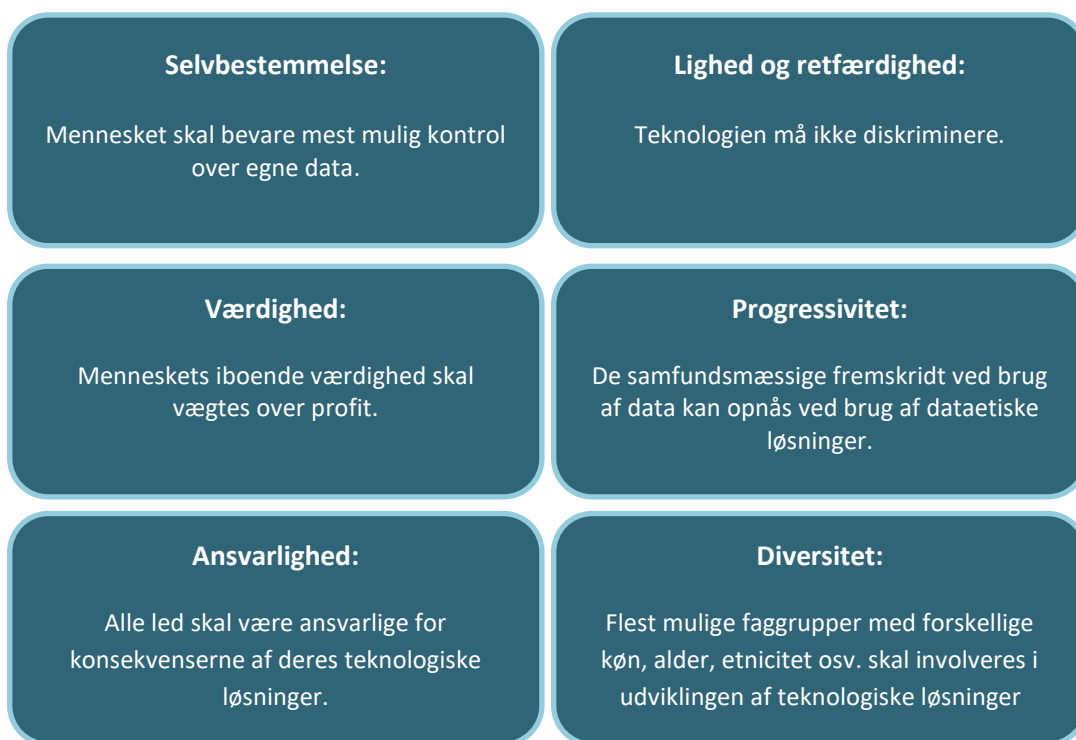 Selvbestemmelse:
Mennesket skal bevare mest mulig kontrol
over egne data.
Lighed og retfærdighed:
Teknologien må ikke diskriminere.
Værdighed:
Menneskets iboende værdighed skal
vægtes over profit.
Progressivitet:
De samfundsmæssige fremskridt ved brug
af data kan opnås ved brug af dataetiske
løsninger.
Ansvarlighed:
Alle led skal være ansvarlige for
konsekvenserne af deres teknologiske
løsninger.
Diversitet:
Flest mulige faggrupper med forskellige
køn, alder, etnicitet osv. skal involveres i
udviklingen af teknologiske løsninger